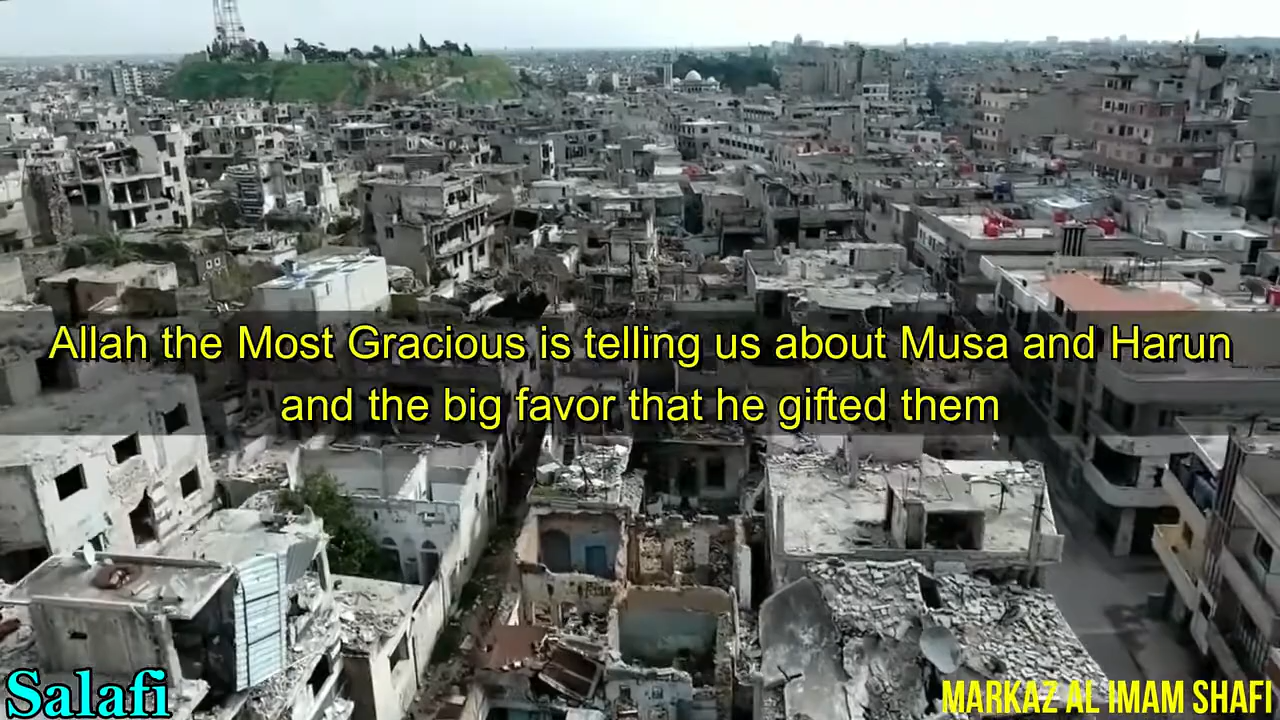 Allah the Most Gracious is telling us about Musa and Harun
and the big favor that he gifted them
Salafi
MARKAZ AL IMAM SHAFI